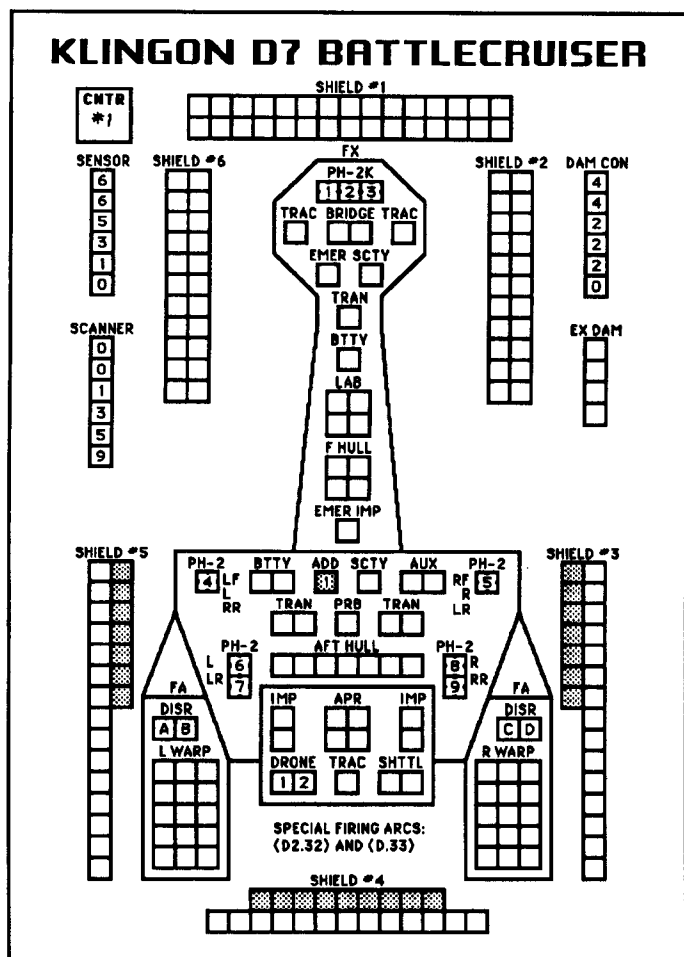 KLINGON D7 BATTLECRUISER
CNTR
#1
SHIELD #1
SENSOR
6
6
5
3
1
0
SHIELD #6
FX
PH-2K
1 2 3
TRAC BRIDGE TRAC
EMER SCTY
TRAN
BTTY
LAB
F HULL
EMER IMP
SHIELD #2
DAM CON
4
4
2
2
2
0
SCANNER
0
0
1
3
5
9
EX DAM
SHIELD #5
SHIELD #3
PH-2
4
LF
L
RR
BTTY
ADD
1
SCTY
AUX
PH-2
5
RF
R
LR
TRAN PRB TRAN
PH-2
L
LR
6
7
AFT HULL
PH-2
8
9
R
RR
FA
DISR
A B
L WARP
IMP APR IMP
DRONE TRAC SHTTL
1 2
FA
DISR
C D
R WARP
SPECIAL FIRING ARCS:
(D2.32) AND (D.33)
SHIELD #4